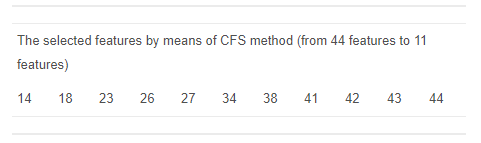 The selected features by means of CFS method (from 44 features to 11
features)
14 18 23 26 27 34 38 41 42 43 44